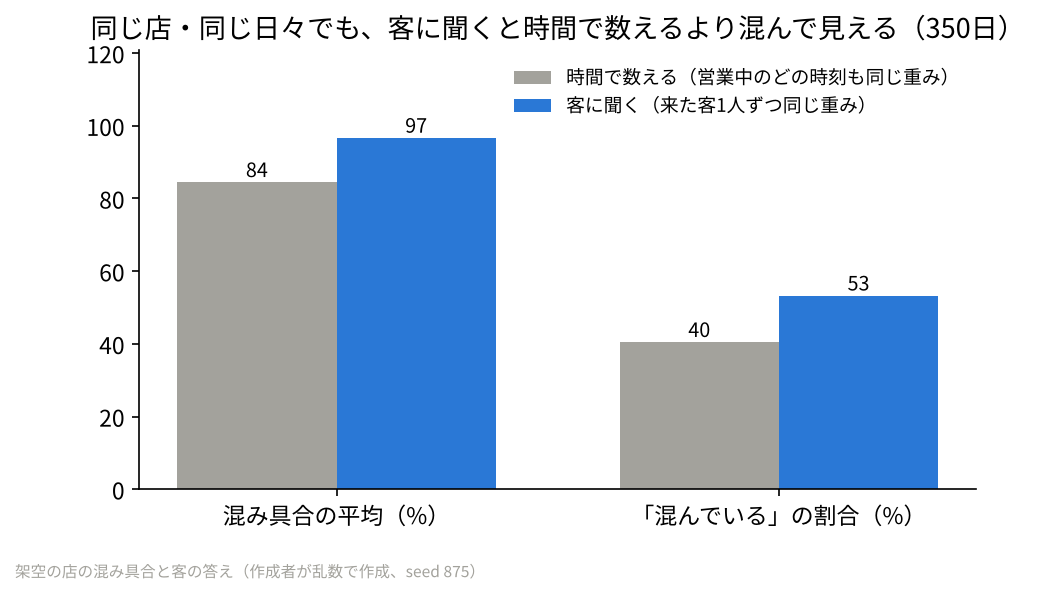 同じ店・同じ日々でも、客に聞くと時間で数えるより混んで見える（350日）
120
100
80
60
40
20
0
時間で数える（営業中のどの時刻も同じ重み）
客に聞く（来た客1人ずつ同じ重み）
84
97
40
53
混み具合の平均（%）
「混んでいる」の割合（%）
架空の店の混み具合と客の答え（作成者が乱数で作成、seed 875）